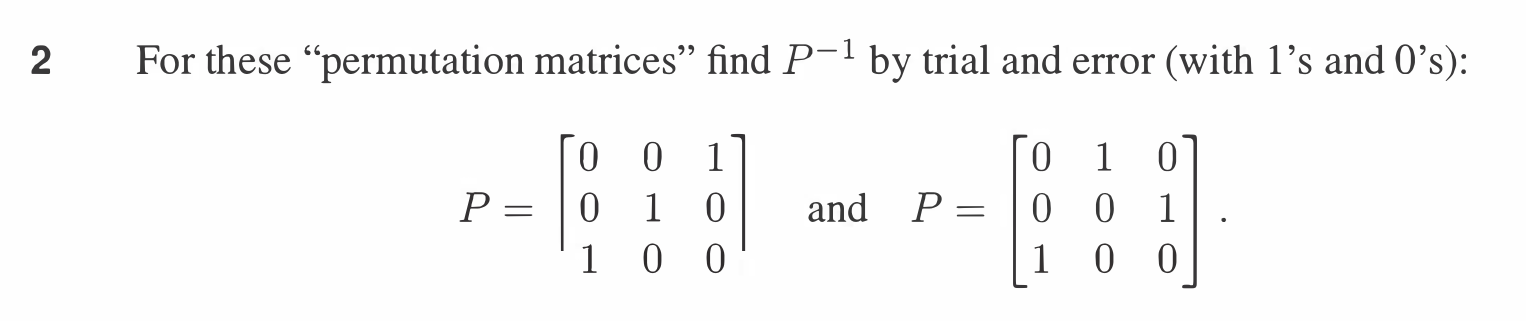 2 For these “permutation matrices” find P⁻¹ by trial and error (with 1’s and 0’s):
P = [0 0 1; 0 1 0; 1 0 0] and P = [0 1 0; 0 0 1; 1 0 0].